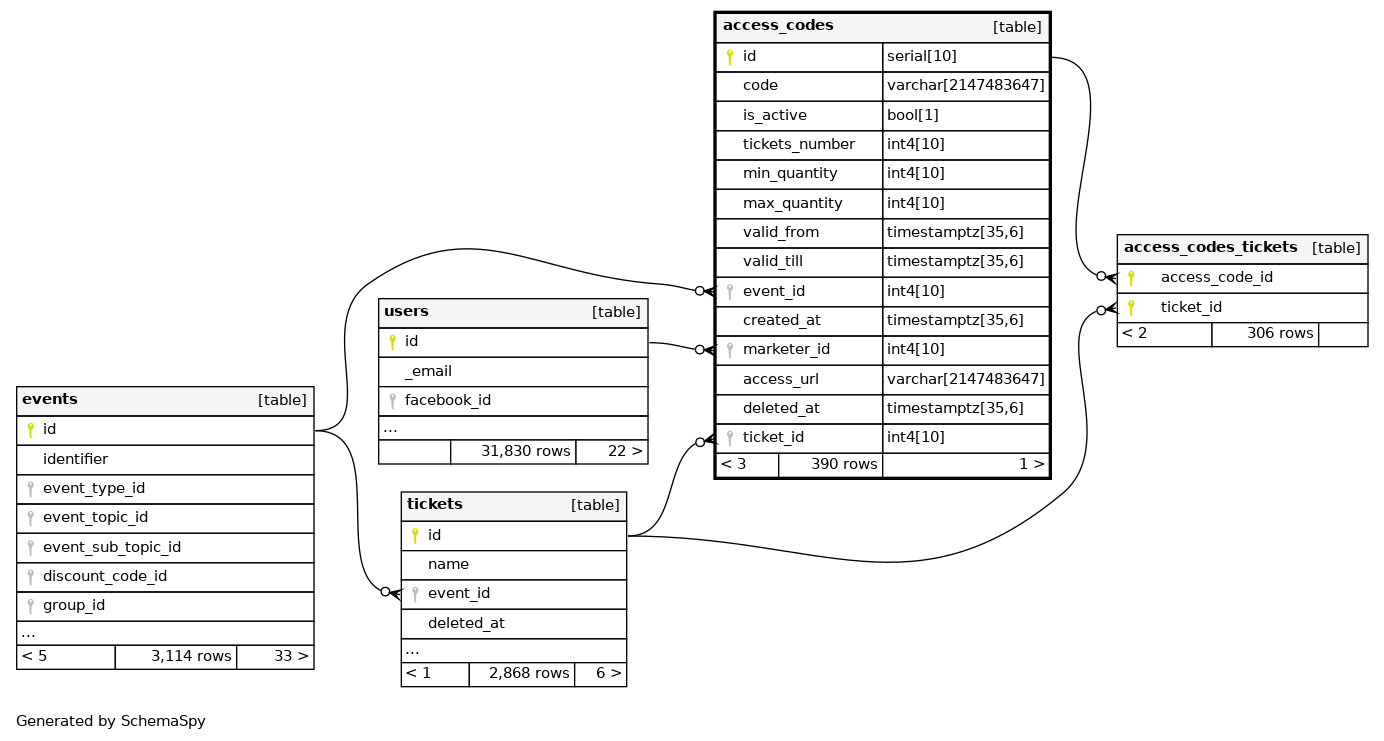 access_codes [table]
id serial[10]
code varchar[2147483647]
is_active bool[1]
tickets_number int4[10]
min_quantity int4[10]
max_quantity int4[10]
valid_from timestamptz[35,6]
valid_till timestamptz[35,6]
event_id int4[10]
created_at timestamptz[35,6]
marketer_id int4[10]
access_url varchar[2147483647]
deleted_at timestamptz[35,6]
ticket_id int4[10]
< 3 390 rows 1 >
access_codes_tickets [table]
access_code_id
ticket_id
< 2 306 rows
users [table]
id
_email
facebook_id
...
31,830 rows 22 >
events [table]
id
identifier
event_type_id
event_topic_id
event_sub_topic_id
discount_code_id
group_id
...
< 5 3,114 rows 33 >
tickets [table]
id
name
event_id
deleted_at
...
< 1 2,868 rows 6 >
Generated by SchemaSpy